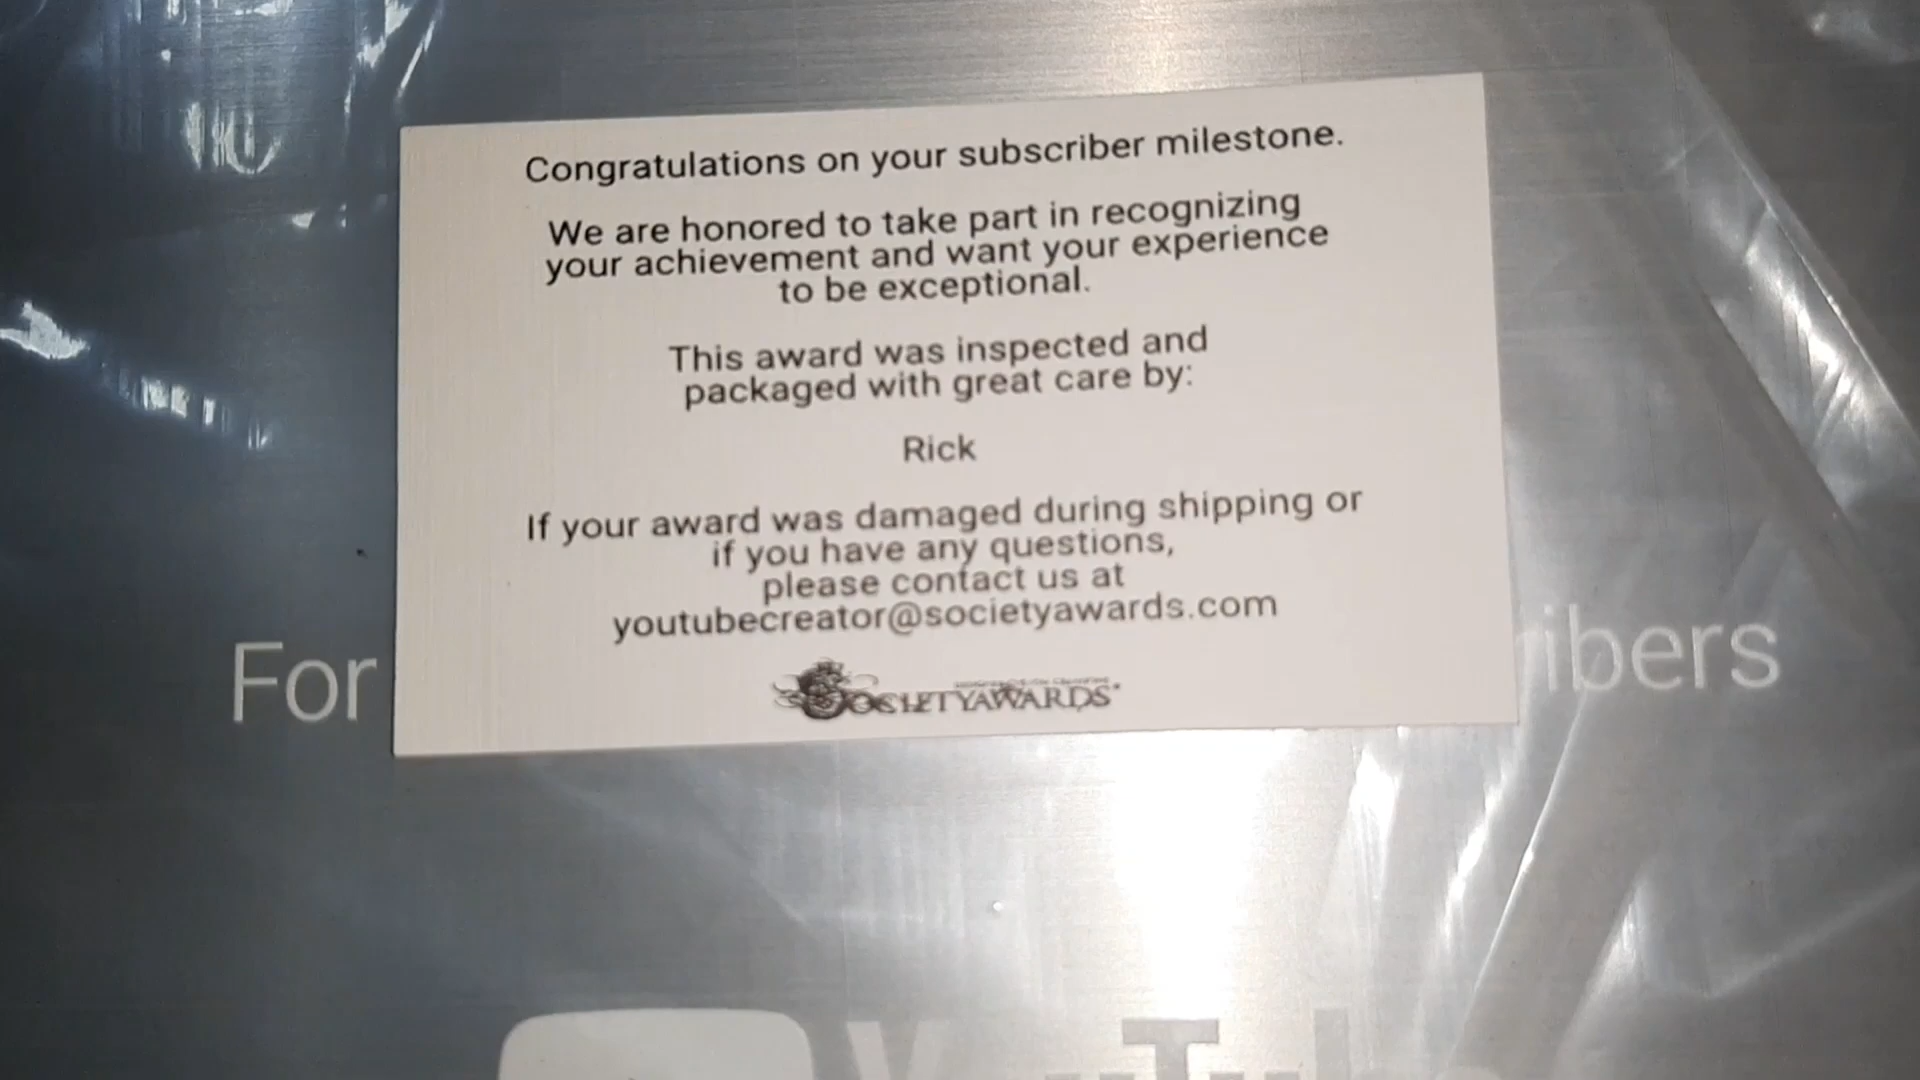 Congratulations on your subscriber milestone.
We are honored to take part in recognizing
your achievement and want your experience
to be exceptional.
This award was inspected and
packaged with great care by:
Rick
If your award was damaged during shipping or
if you have any questions,
please contact us at
youtubecreator@societyawards.com
SOCIETYAWARDS
For
ibers
YouTube